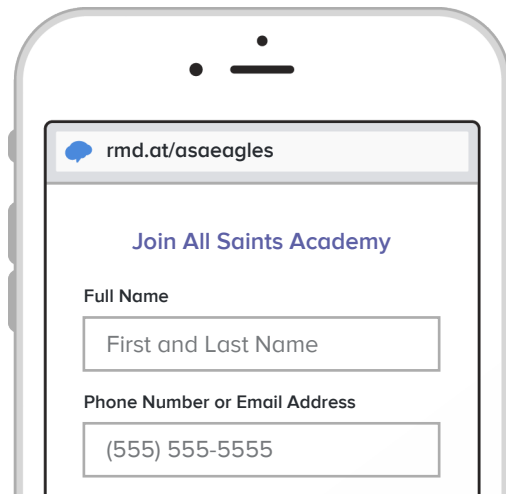 rmd.at/asaeagles
Join All Saints Academy
Full Name
First and Last Name
Phone Number or Email Address
(555) 555-5555